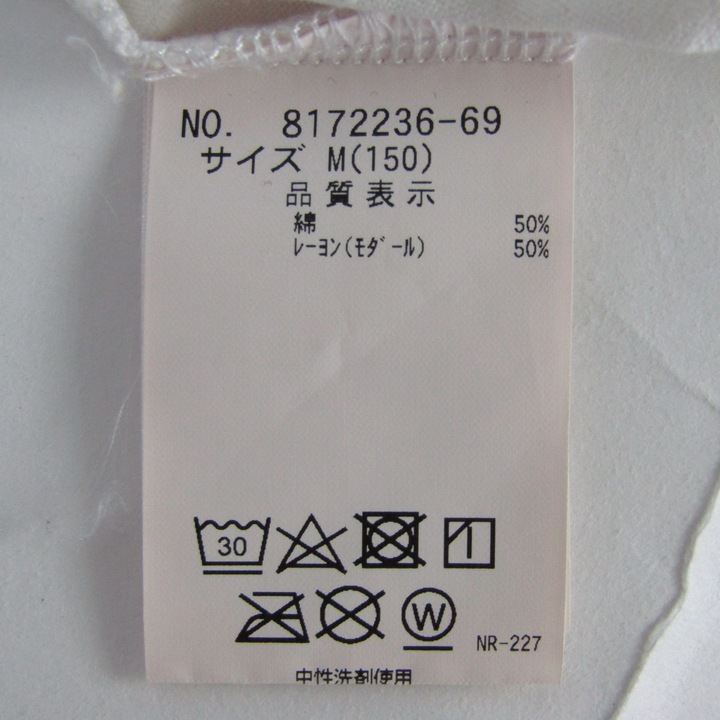 NO. 8172236-69
サイズ M(150)
品質表示
綿 50%
レーヨン(モダール) 50%
30
W
NR-227
中性洗剤使用